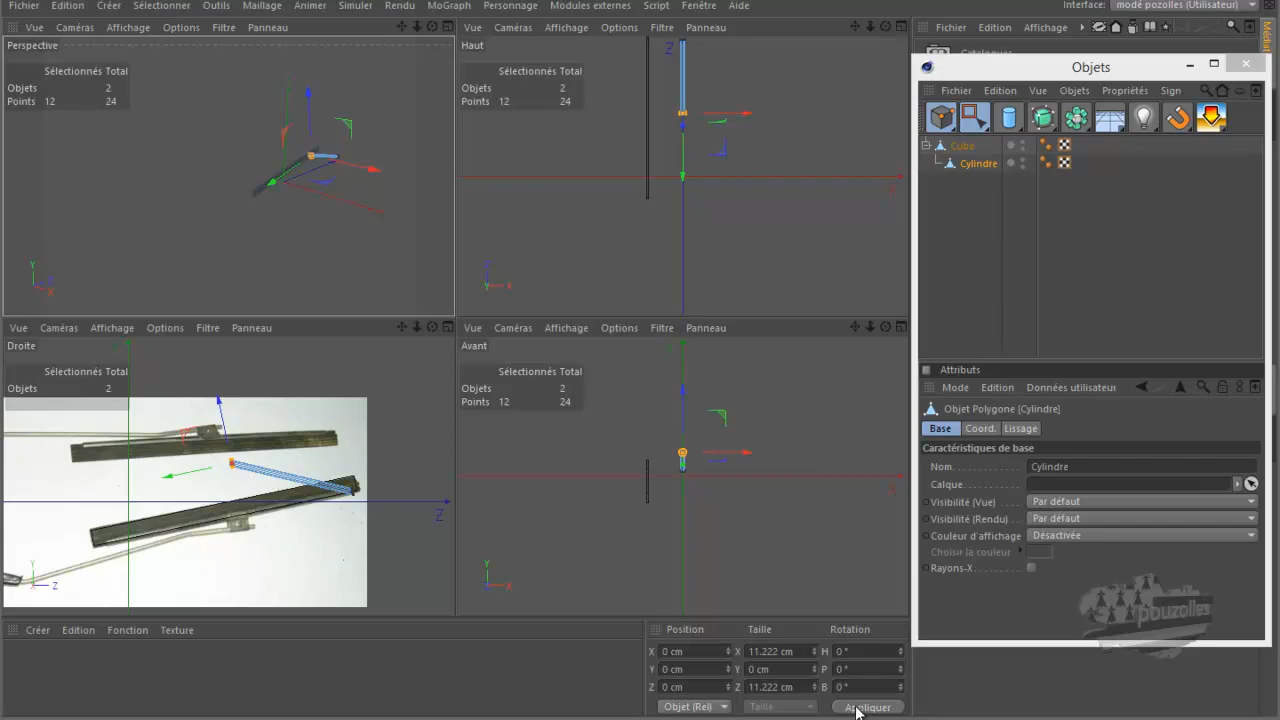 Fichier Edition Créer Sélectionner Outils Maillage Animer Simuler Rendu MoGraph Personnage Modules externes Script Fenêtre Aide Interface: modé pozolles (Utilisateur)
Vue Caméras Affichage Options Filtre Panneau
Perspective
Sélectionnés Total
Objets 2
Points 12 24
Y
X
Vue Caméras Affichage Options Filtre Panneau
Haut
Sélectionnés Total
Objets 2
Points 12 24
Z
X
Z
Y X
Vue Caméras Affichage Options Filtre Panneau
Droite
Sélectionnés Total
Objets 2
Z
Y
Z
Vue Caméras Affichage Options Filtre Panneau
Avant
Sélectionnés Total
Objets 2
Points 12 24
X
Y
X
Fichier Edition Affichage
Objets
Fichier Edition Vue Objets Propriétés Sign
Cube
Cylindre
Attributs
Mode Edition Données utilisateur
Objet Polygone [Cylindre]
Base Coord. Lissage
Caractéristiques de base
Nom Cylindre
Calque
Visibilité (Vue) Par défaut
Visibilité (Rendu) Par défaut
Couleur d'affichage Désactivée
Choisir la couleur
Rayons-X
pouzolles
Créer Edition Fonction Texture
Position Taille Rotation
X 0 cm X 11.222 cm H 0 °
Y 0 cm Y 0 cm P 0 °
Z 0 cm Z 11.222 cm B 0 °
Objet (Rel) Taille Appliquer